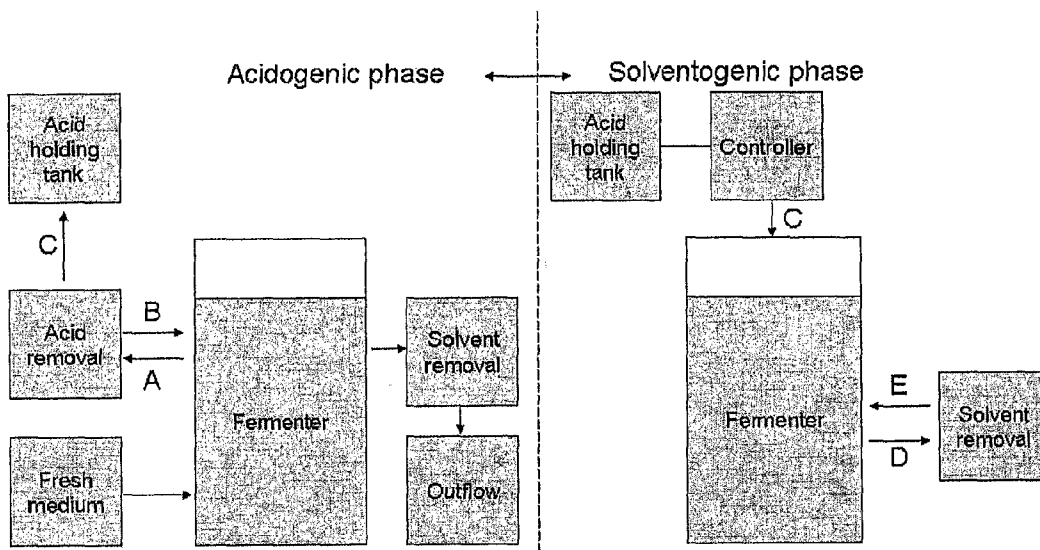 Acidogenic phase
Solventogenic phase
Acid
holding
tank
C
Acid
removal
B
A
Fresh
medium
Fermenter
Solvent
removal
Outflow
Acid
holding
tank
Controller
C
Fermenter
E
D
Solvent
removal